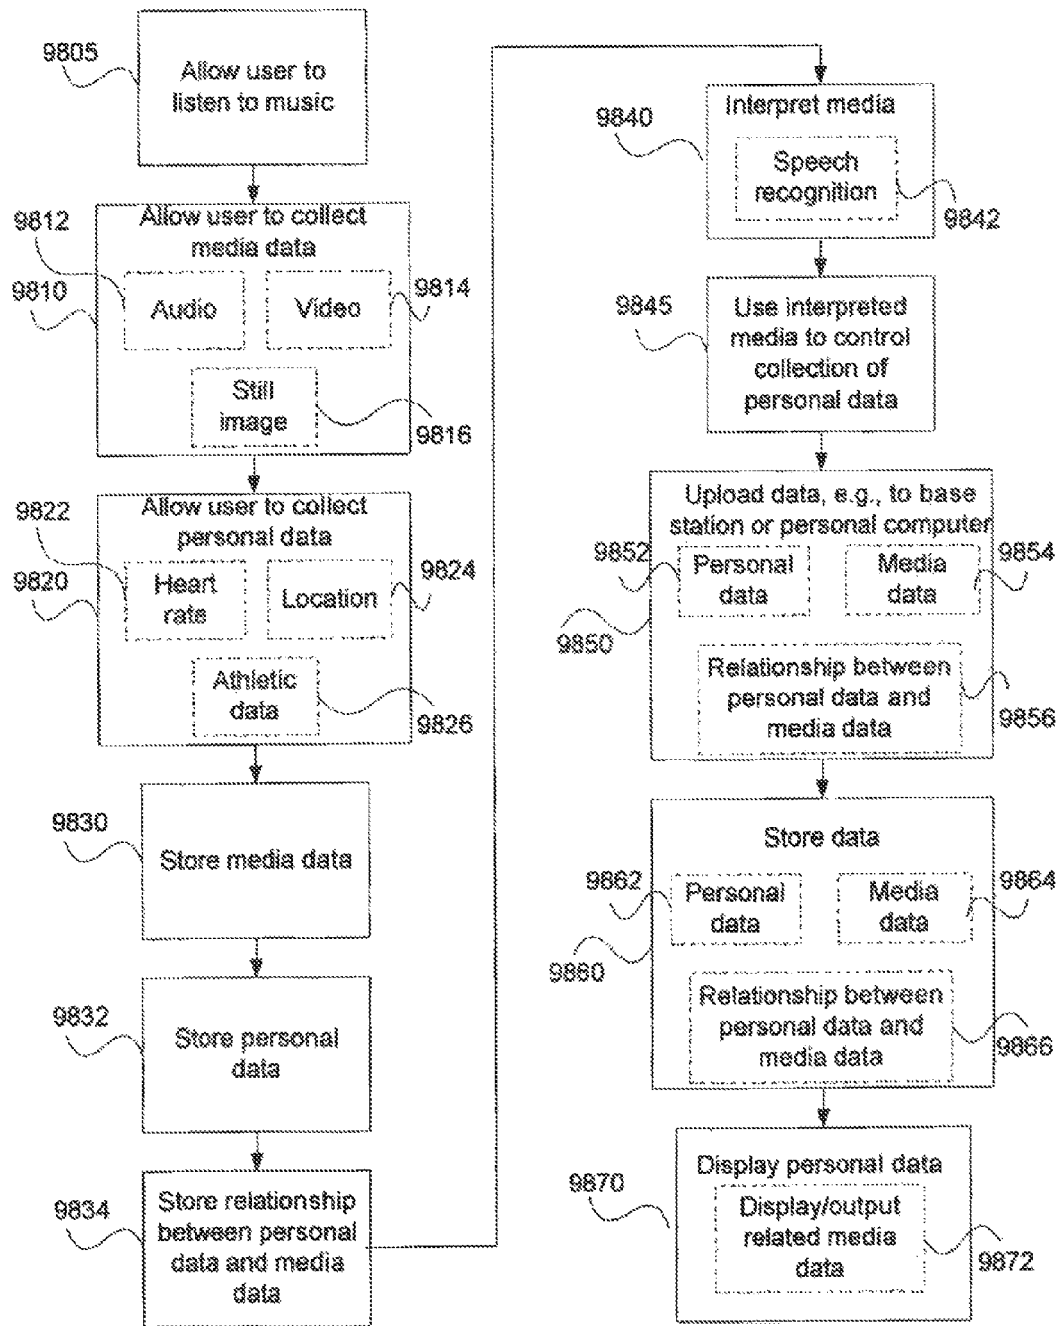 9805
Allow user to
listen to music
Allow user to collect
media data
9812
9810
Audio
Video
9814
Still
image
9816
Allow user to collect
personal data
9822
9820
Heart
rate
Location
9824
Athletic
data
9826
9830
Store media data
9832
Store personal
data
9834
Store relationship
between personal
data and media
data
Interpret media
9840
Speech
recognition
9842
9845
Use interpreted
media to control
collection of
personal data
Upload data, e.g., to base
station or personal computer
9852
Personal
data
Media
data
9854
9850
Relationship between
personal data and
media data
9856
Store data
9862
Personal
data
Media
data
9864
9860
Relationship between
personal data and
media data
9866
Display personal data
9870
Display/output
related media
data
9872